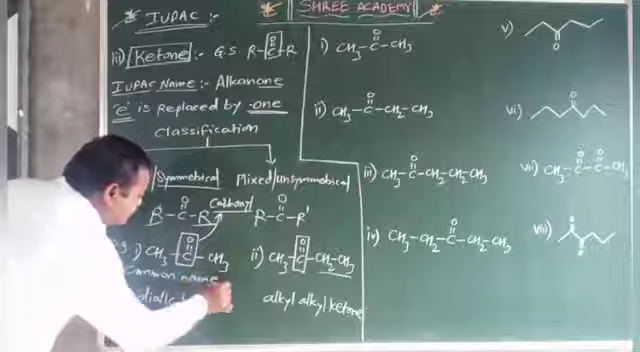 * IUPAC :-
* SHREE ACADEMY *
iii) Ketone :- G.S. R-C-R
O
IUPAC Name :- Alkanone
'e' is replaced by -one
Classification
Symmetrical Mixed/unsymmetrical
O Carbonyl O
R-C-R R-C-R'
i) CH3-C-CH3
O
ii) CH3-C-CH2-CH3
O
Common name
alkyl alkyl ketone
i) CH3-C-CH3
O
ii) CH3-C-CH2-CH3
O
iii) CH3-C-CH2-CH2-CH3
O
iv) CH3-CH2-C-CH2-CH3
O
v)
O
vi)
O
vii) CH3-C-C-CH3
O O
viii)
O
O